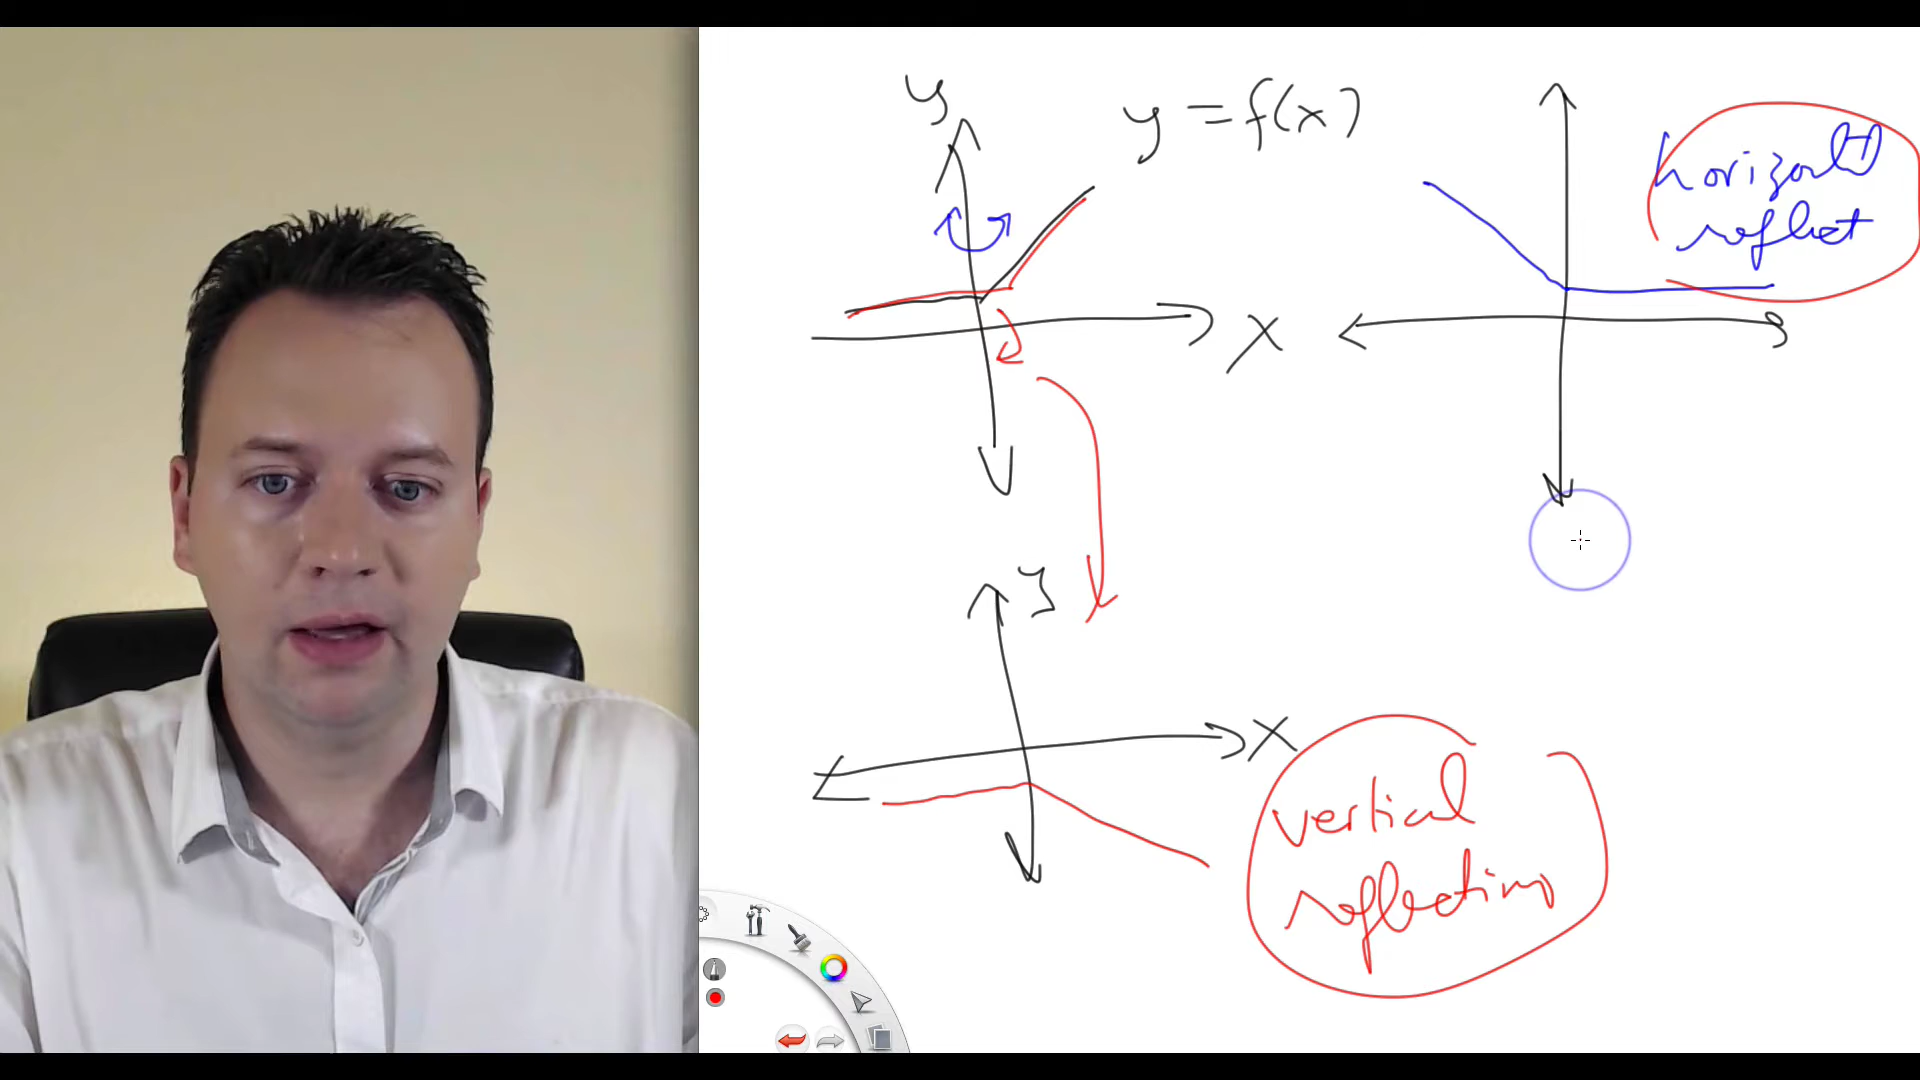 y
y = f(x)
horizontal
reflect
x
y
x
vertical
reflection